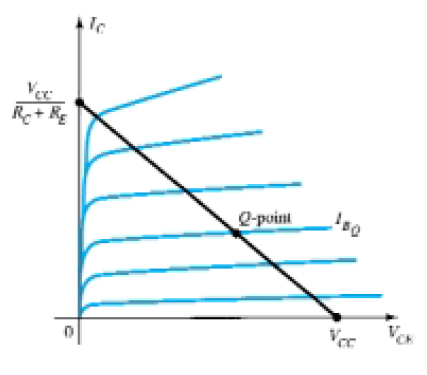 I_C
V_CC
R_C + R_E
Q-point
I_BQ
0
V_CC
V_CE